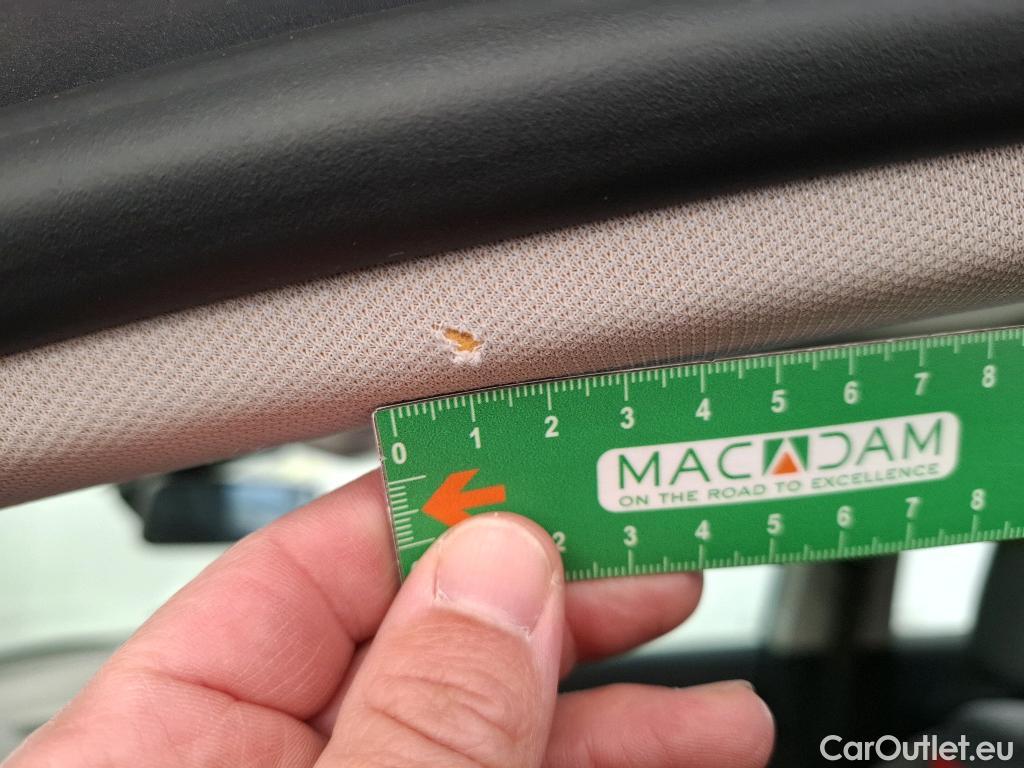 0 1 2 3 4 5 6 7 8
MACADAM
ON THE ROAD TO EXCELLENCE
2 3 4 5 6 7 8
CarOutlet.eu